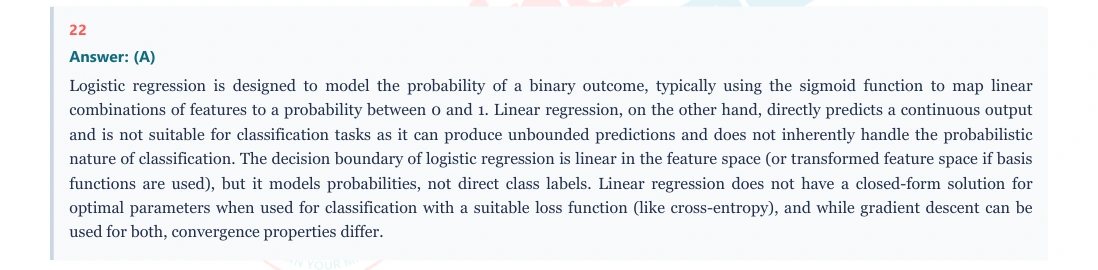 22
Answer: (A)
Logistic regression is designed to model the probability of a binary outcome, typically using the sigmoid function to map linear
combinations of features to a probability between 0 and 1. Linear regression, on the other hand, directly predicts a continuous output
and is not suitable for classification tasks as it can produce unbounded predictions and does not inherently handle the probabilistic
nature of classification. The decision boundary of logistic regression is linear in the feature space (or transformed feature space if basis
functions are used), but it models probabilities, not direct class labels. Linear regression does not have a closed-form solution for
optimal parameters when used for classification with a suitable loss function (like cross-entropy), and while gradient descent can be
used for both, convergence properties differ.